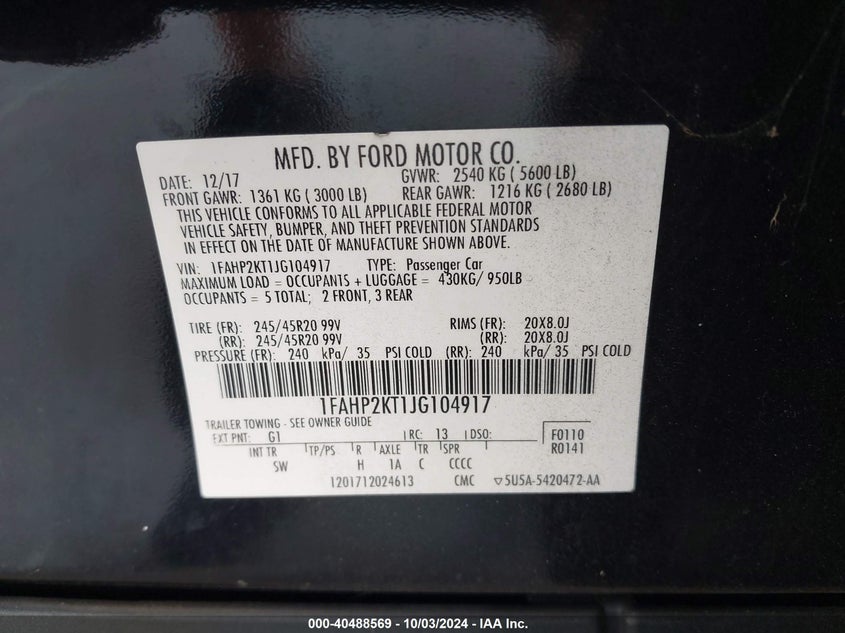 MFD. BY FORD MOTOR CO.
DATE: 12/17 GVWR: 2540 KG ( 5600 LB)
FRONT GAWR: 1361 KG ( 3000 LB) REAR GAWR: 1216 KG ( 2680 LB)
THIS VEHICLE CONFORMS TO ALL APPLICABLE FEDERAL MOTOR
VEHICLE SAFETY, BUMPER, AND THEFT PREVENTION STANDARDS
IN EFFECT ON THE DATE OF MANUFACTURE SHOWN ABOVE.
VIN: 1FAHP2KT1JG104917 TYPE: Passenger Car
MAXIMUM LOAD = OCCUPANTS + LUGGAGE = 430KG/ 950LB
OCCUPANTS = 5 TOTAL; 2 FRONT, 3 REAR
TIRE (FR): 245/45R20 99V RIMS (FR): 20X8.0J
(RR): 245/45R20 99V (RR): 20X8.0J
PRESSURE (FR): 240 kPa/ 35 PSI COLD (RR): 240 kPa/ 35 PSI COLD
1FAHP2KT1JG104917
TRAILER TOWING - SEE OWNER GUIDE
EXT PNT: G1 RC: 13 DSO: F0110
INT TR TP/PS R AXLE TR SPR R0141
SW H 1A C CCCC
1201712024613 CMC ▽5U5A-5420472-AA
000-40488569 - 10/03/2024 - IAA Inc.